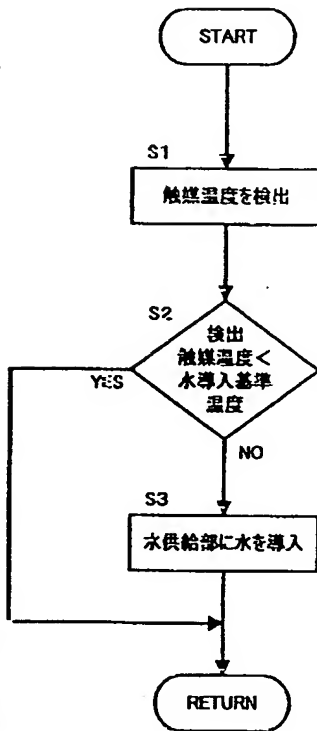 START
S1
触媒温度を検出
S2
検出
触媒温度<
水導入基準
温度
YES
NO
S3
水供給部に水を導入
RETURN